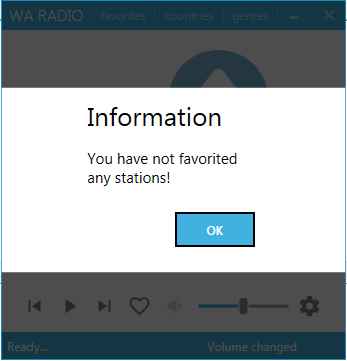 WA RADIO favorites countries genres
Information
You have not favorited
any stations!
OK
Ready... Volume changed